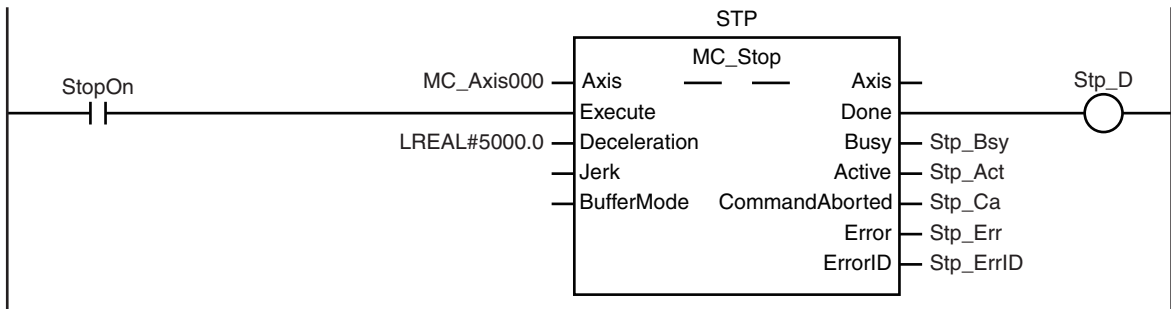 STP
MC_Stop
StopOn
MC_Axis000 Axis Axis Stp_D
Execute Done
LREAL#5000.0 Deceleration Busy Stp_Bsy
Jerk Active Stp_Act
BufferMode CommandAborted Stp_Ca
Error Stp_Err
ErrorID Stp_ErrID